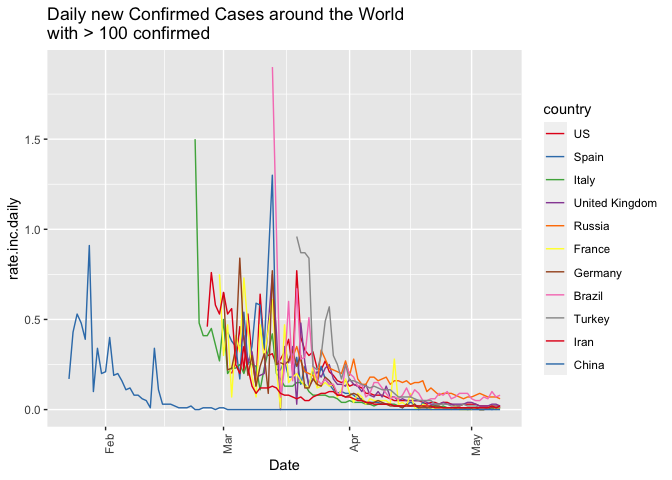 Daily new Confirmed Cases around the World
with > 100 confirmed
rate.inc.daily
1.5
1.0
0.5
0.0
Feb
Mar
Apr
May
Date
country
US
Spain
Italy
United Kingdom
Russia
France
Germany
Brazil
Turkey
Iran
China